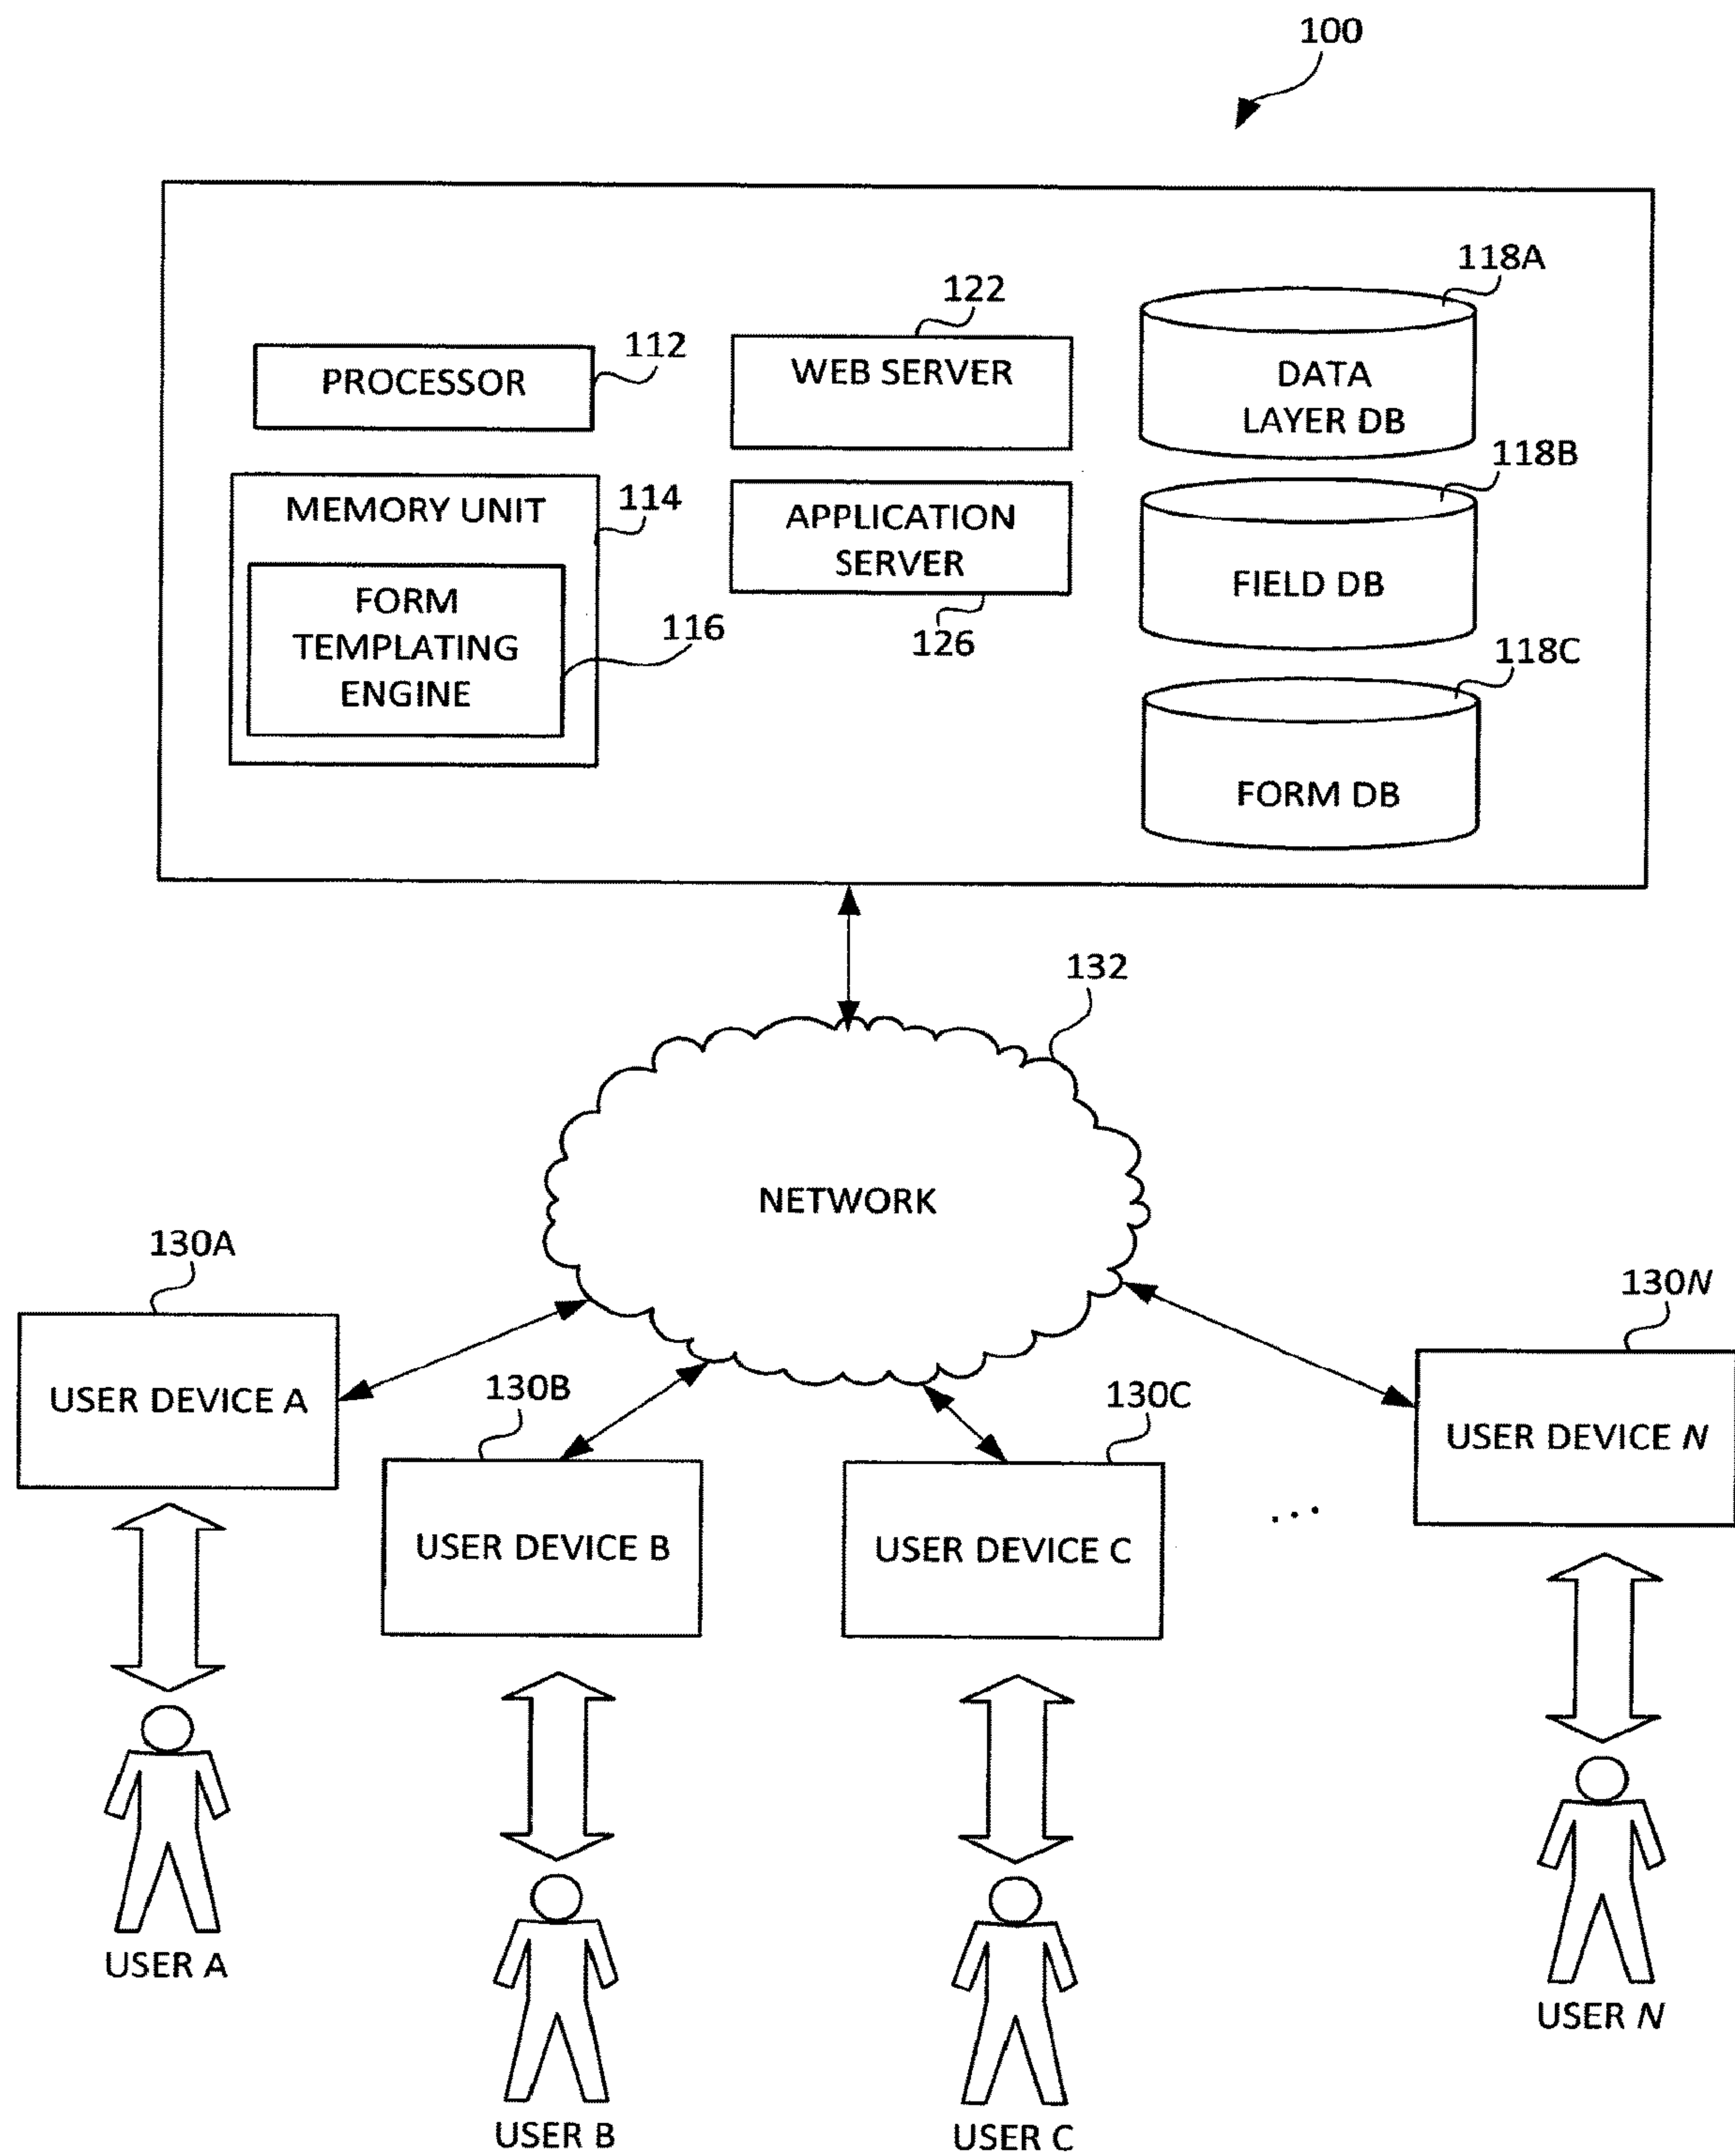 100
118A
122
112
PROCESSOR
WEB SERVER
DATA
LAYER DB
118B
MEMORY UNIT
114
APPLICATION
SERVER
FIELD DB
FORM
TEMPLATING
ENGINE
116
126
118C
FORM DB
132
NETWORK
130A
130N
USER DEVICE A
130B
130C
USER DEVICE N
USER DEVICE B
USER DEVICE C
...
USER A
USER N
USER B
USER C